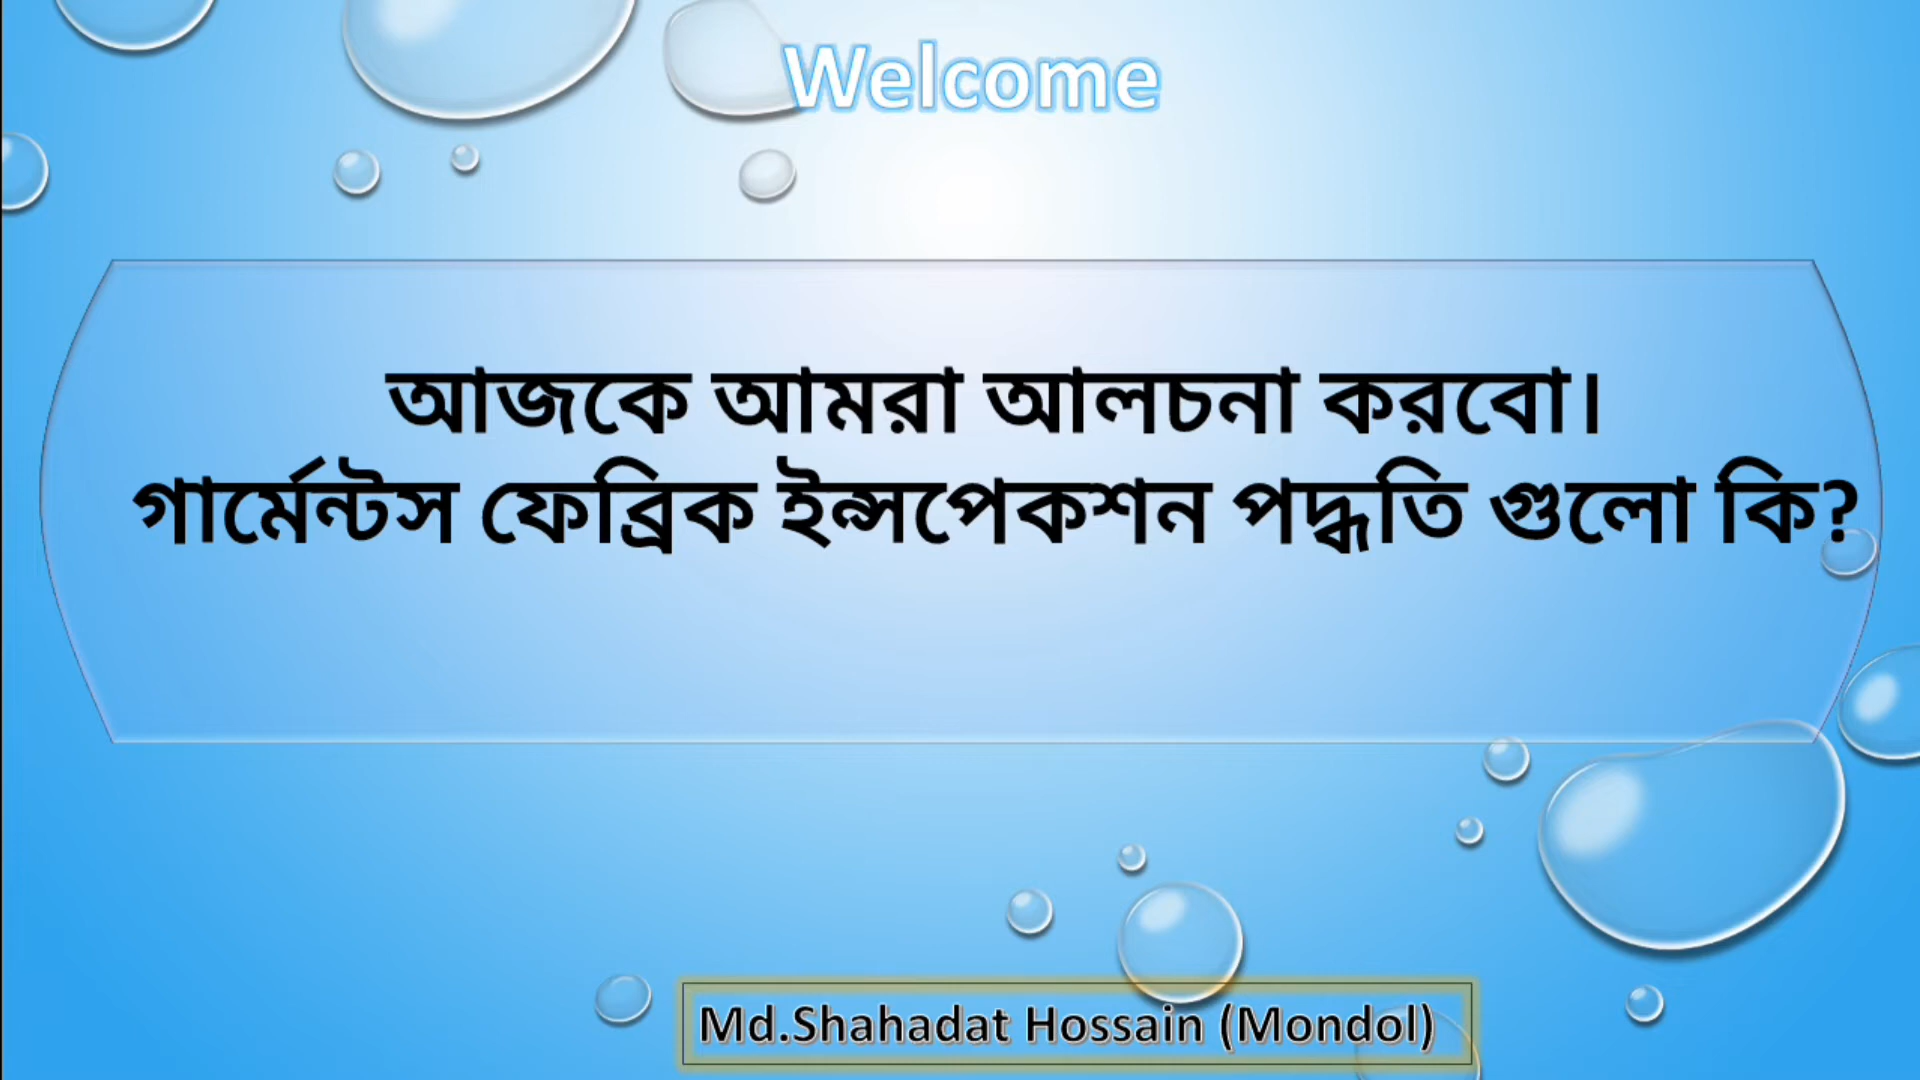 Welcome
আজকে আমরা আলচনা করবো।
গার্মেন্টস ফেব্রিক ইন্সপেকশন পদ্ধতি গুলো কি?
Md.Shahadat Hossain (Mondol)